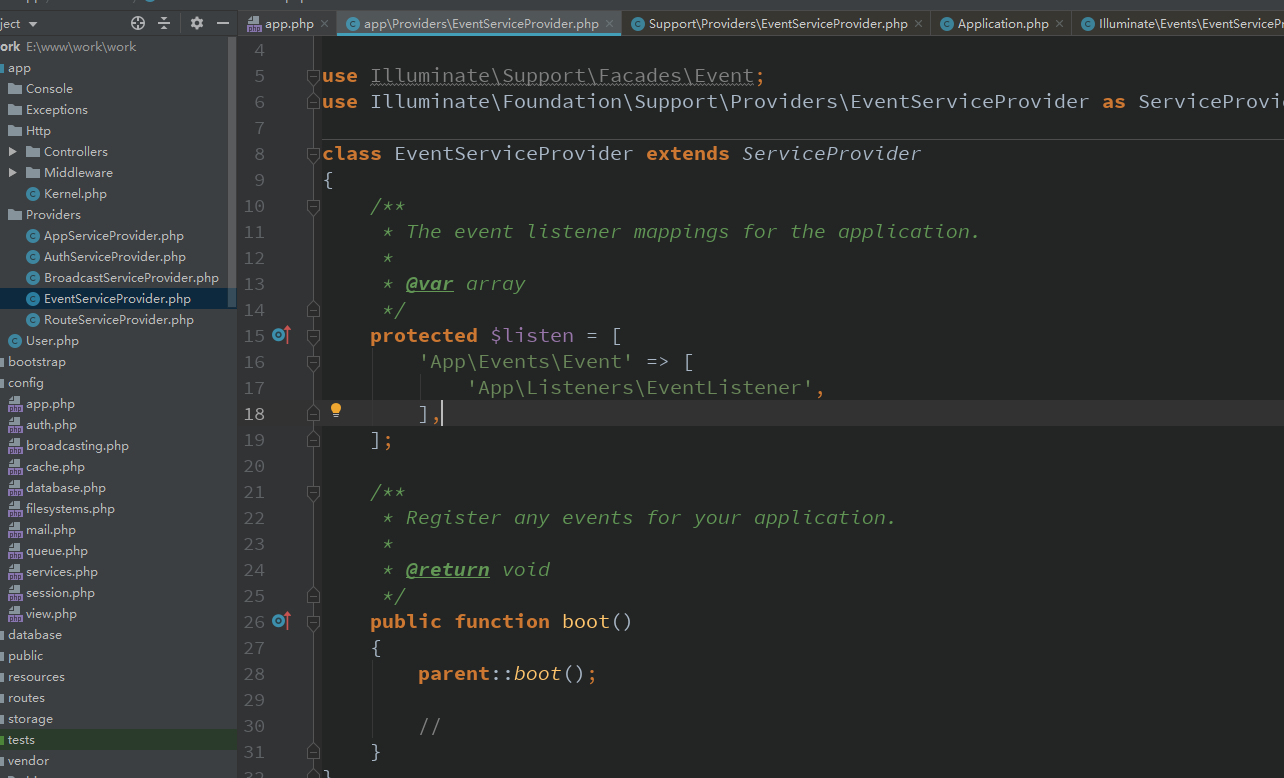 ject
app.php
app\Providers\EventServiceProvider.php
Support\Providers\EventServiceProvider.php
Application.php
Illuminate\Events\EventServiceP
ork E:\www\work\work
app
Console
Exceptions
Http
Controllers
Middleware
Kernel.php
Providers
AppServiceProvider.php
AuthServiceProvider.php
BroadcastServiceProvider.php
EventServiceProvider.php
RouteServiceProvider.php
User.php
bootstrap
config
app.php
auth.php
broadcasting.php
cache.php
database.php
filesystems.php
mail.php
queue.php
services.php
session.php
view.php
database
public
resources
routes
storage
tests
vendor
4
5 use Illuminate\Support\Facades\Event;
6 use Illuminate\Foundation\Support\Providers\EventServiceProvider as ServiceProvi
7
8 class EventServiceProvider extends ServiceProvider
9 {
10 /**
11 * The event listener mappings for the application.
12 *
13 * @var array
14 */
15 protected $listen = [
16 'App\Events\Event' => [
17 'App\Listeners\EventListener',
18 ],
19 ];
20
21 /**
22 * Register any events for your application.
23 *
24 * @return void
25 */
26 public function boot()
27 {
28 parent::boot();
29
30 //
31 }
32 }